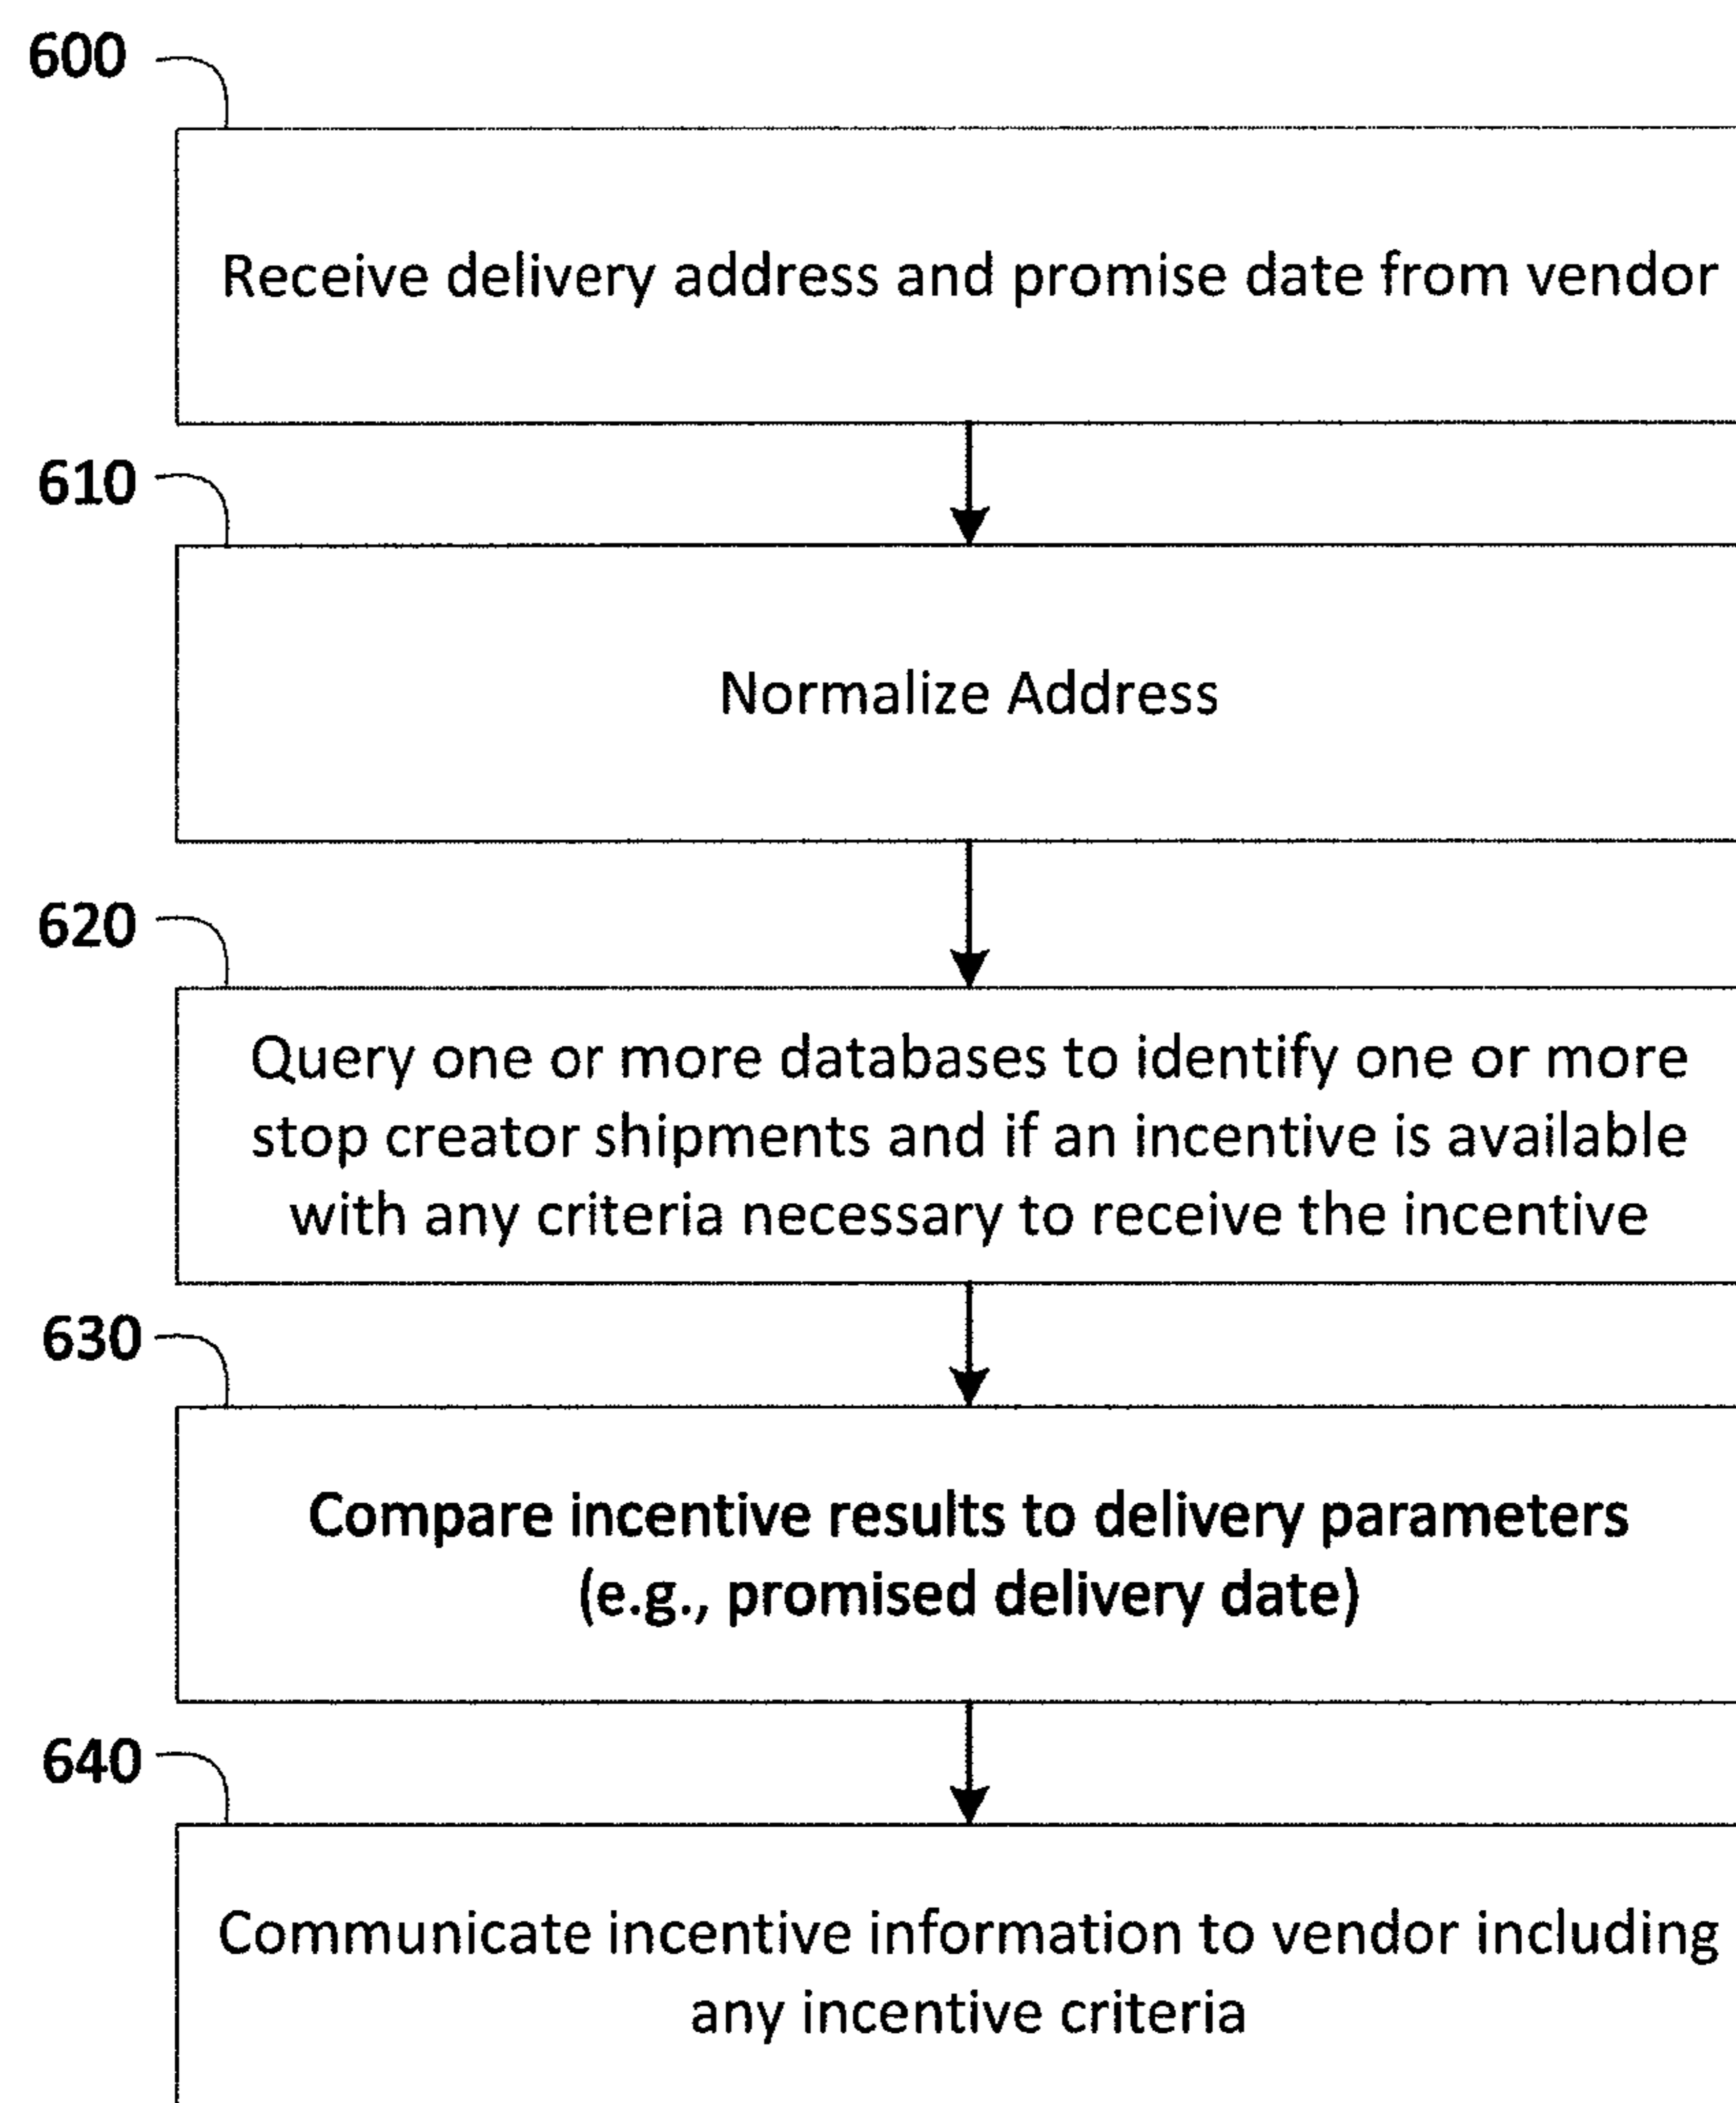 600
Receive delivery address and promise date from vendor
610
Normalize Address
620
Query one or more databases to identify one or more
stop creator shipments and if an incentive is available
with any criteria necessary to receive the incentive
630
Compare incentive results to delivery parameters
(e.g., promised delivery date)
640
Communicate incentive information to vendor including
any incentive criteria